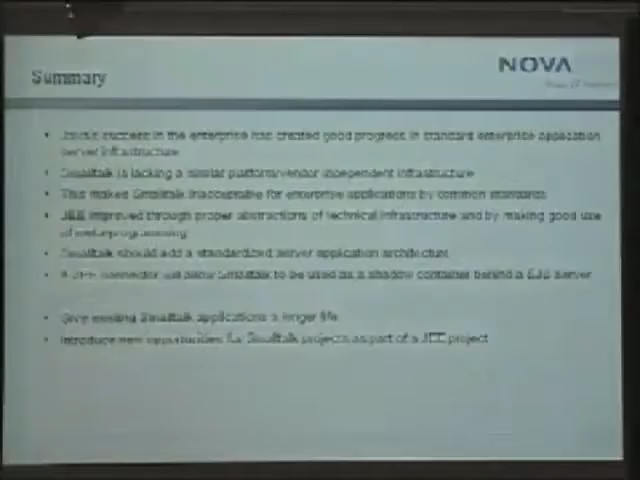 NOVA
Summary
Java's success in the enterprise has created good progress in standard enterprise application
server infrastructure
Smalltalk is lacking a similar platform/vendor independent infrastructure
This makes Smalltalk inacceptable for enterprise applications by common standards
JEE improved through proper abstractions of technical infrastructure and by making good use
of metaprogramming
Smalltalk should add a standardized server application architecture
A JEE connector will allow Smalltalk to be used as a shadow container behind a EJB server
Give existing Smalltalk applications a longer life
Introduce new opportunities for Smalltalk projects as part of a JEE project